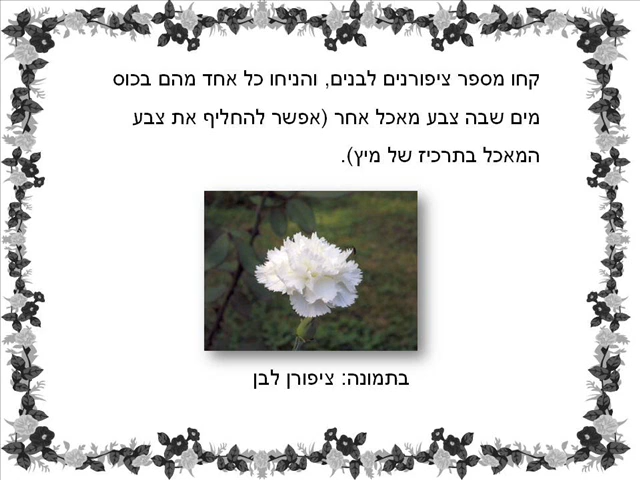 קחו מספר ציפורנים לבנים, והניחו כל אחד מהם בכוס
מים שבה צבע מאכל אחר (אפשר להחליף את צבע
המאכל בתרכיז של מיץ).
בתמונה: ציפורן לבן